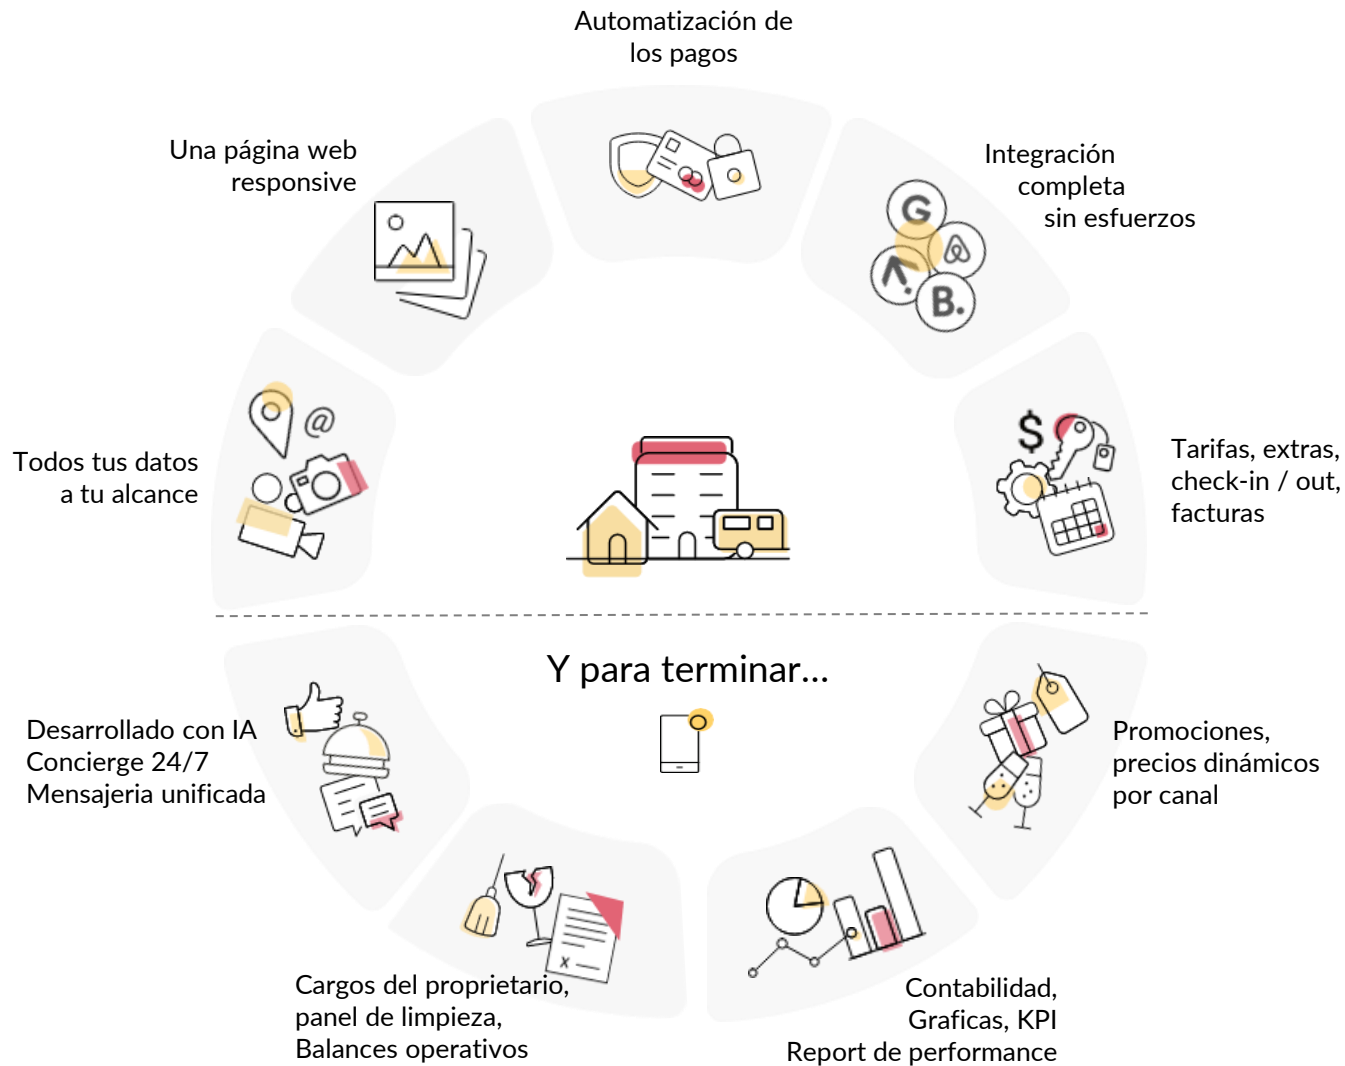 Automatización de
los pagos
Una página web
responsive
Integración
completa
sin esfuerzos
G
B.
Todos tus datos
a tu alcance
@
$
Tarifas, extras,
check-in / out,
facturas
Y para terminar...
Desarrollado con IA
Concierge 24/7
Mensajeria unificada
Promociones,
precios dinámicos
por canal
x
Cargos del proprietario,
panel de limpieza,
Balances operativos
Contabilidad,
Graficas, KPI
Report de performance